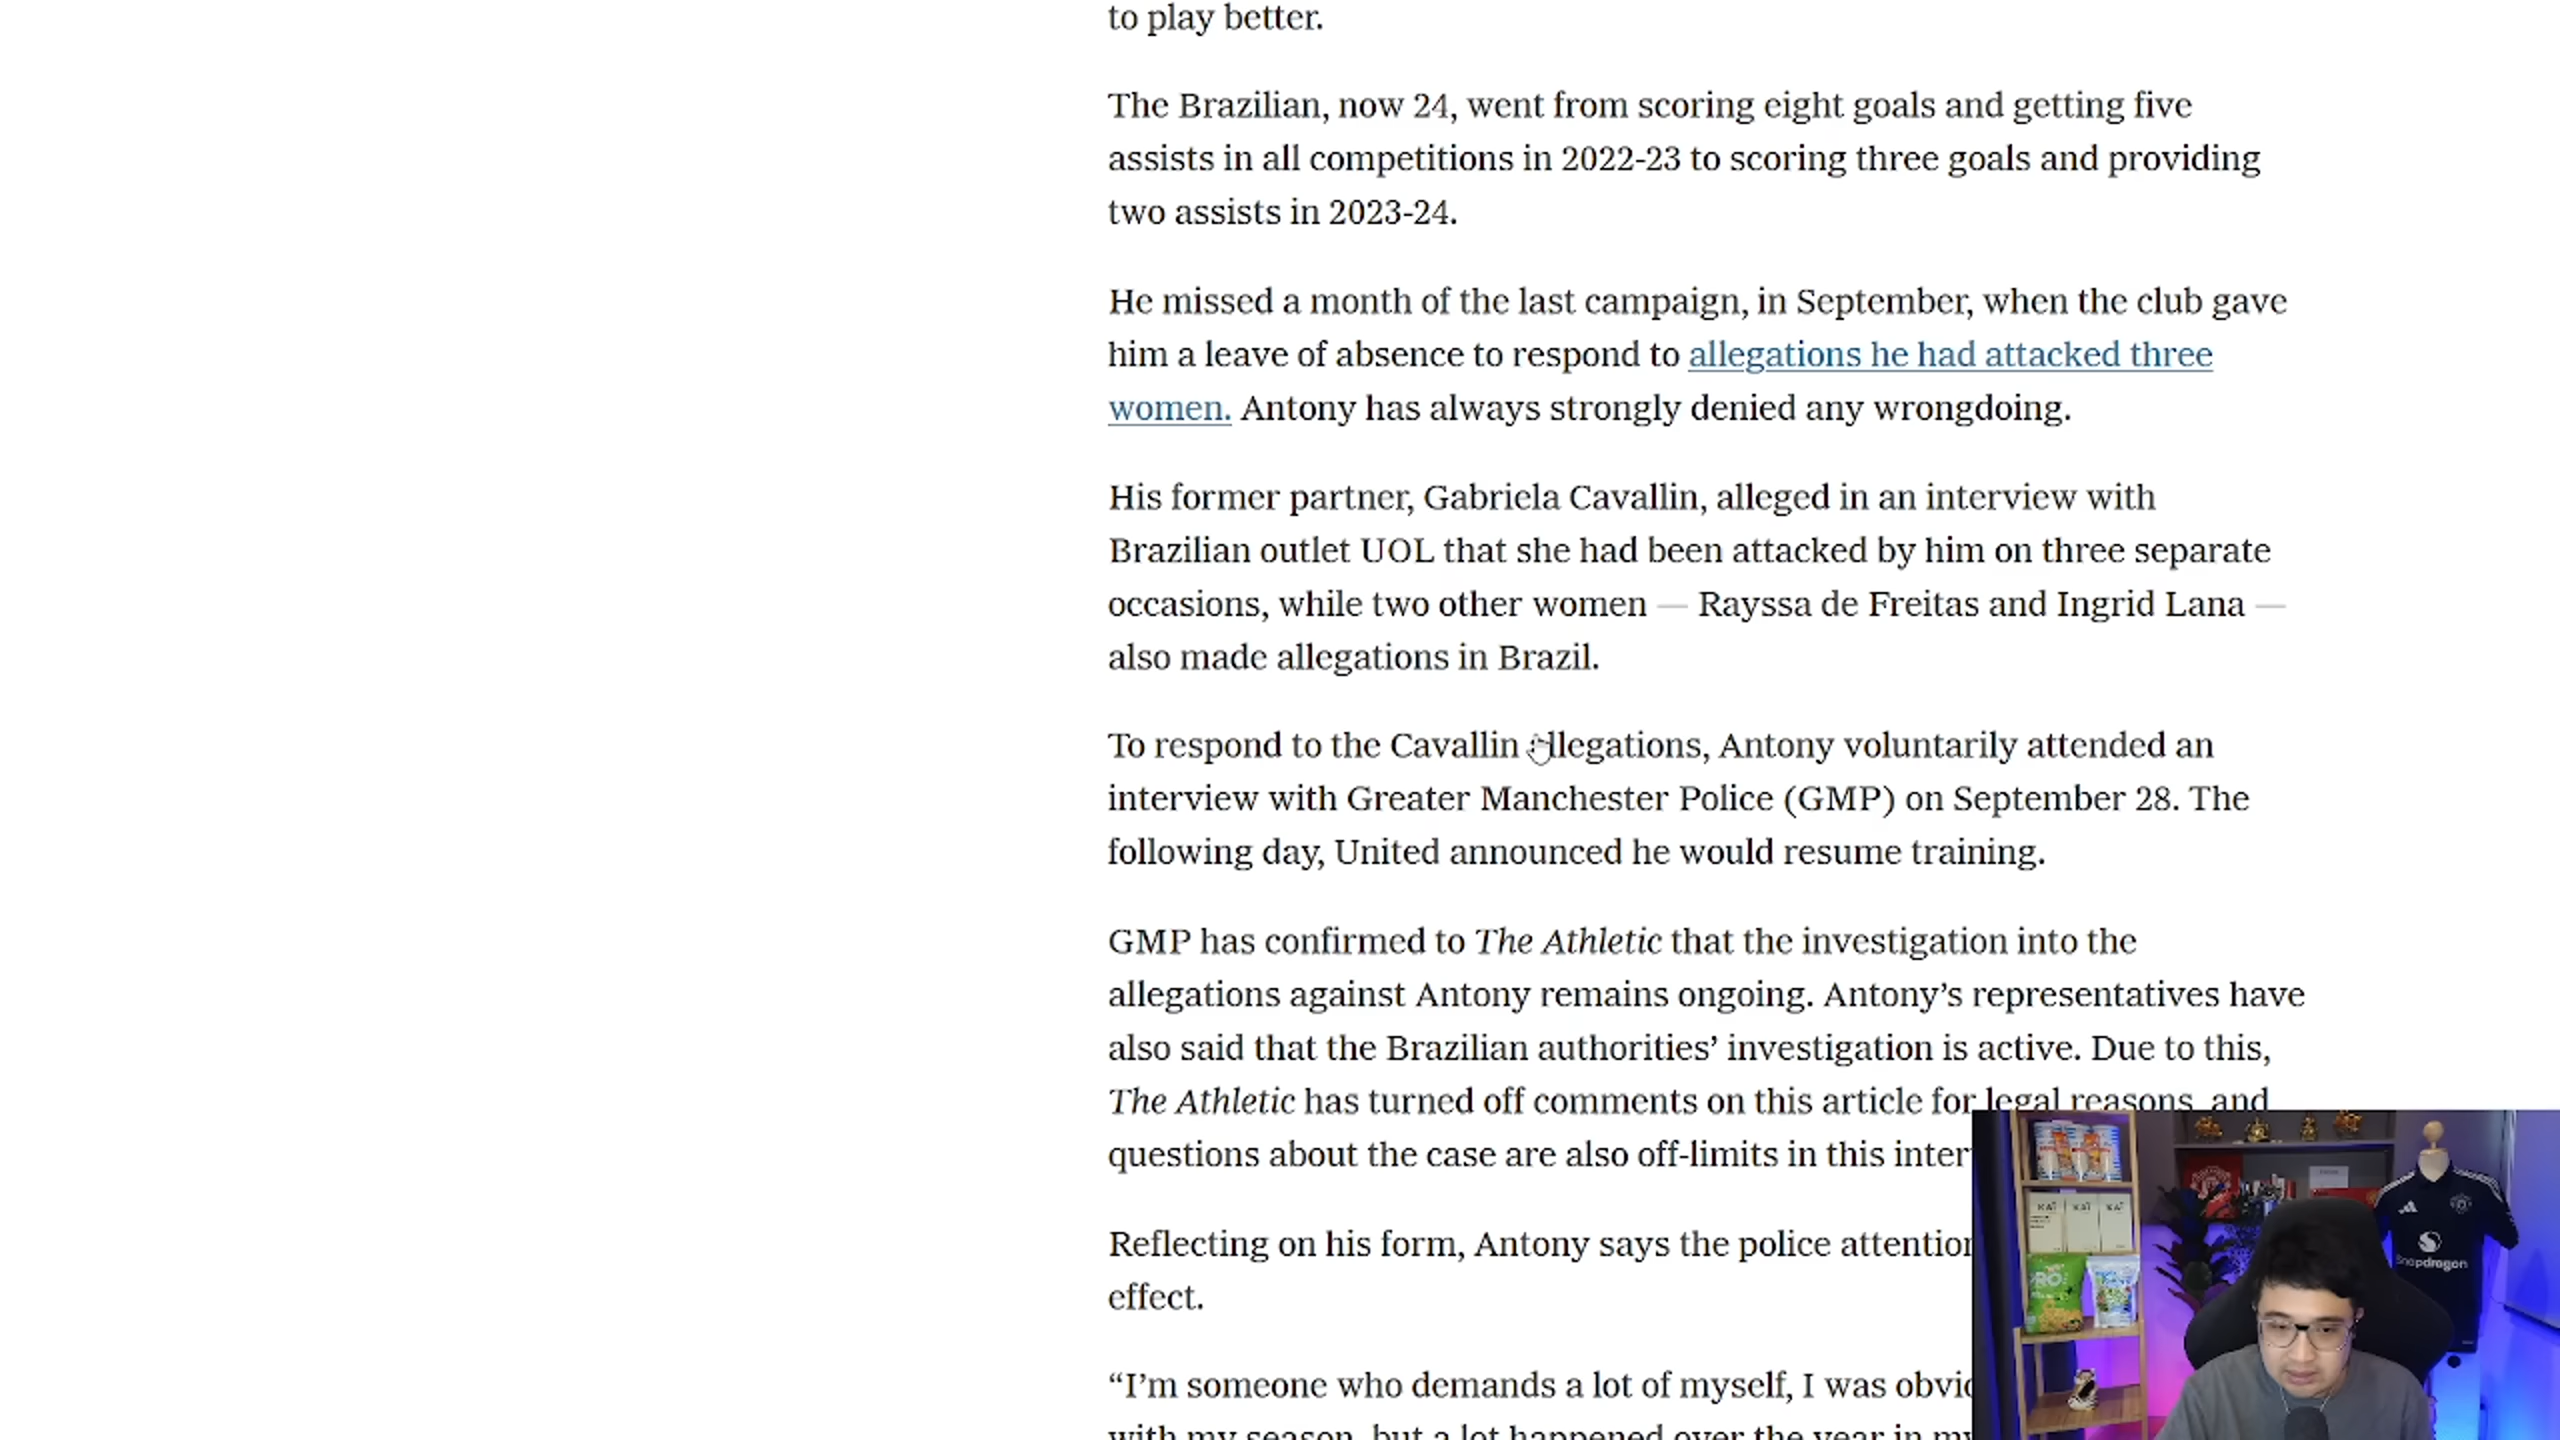 to play better.
The Brazilian, now 24, went from scoring eight goals and getting five
assists in all competitions in 2022-23 to scoring three goals and providing
two assists in 2023-24.
He missed a month of the last campaign, in September, when the club gave
him a leave of absence to respond to allegations he had attacked three
women. Antony has always strongly denied any wrongdoing.
His former partner, Gabriela Cavallin, alleged in an interview with
Brazilian outlet UOL that she had been attacked by him on three separate
occasions, while two other women — Rayssa de Freitas and Ingrid Lana —
also made allegations in Brazil.
To respond to the Cavallin allegations, Antony voluntarily attended an
interview with Greater Manchester Police (GMP) on September 28. The
following day, United announced he would resume training.
GMP has confirmed to The Athletic that the investigation into the
allegations against Antony remains ongoing. Antony’s representatives have
also said that the Brazilian authorities’ investigation is active. Due to this,
The Athletic has turned off comments on this article for legal reasons, and
questions about the case are also off-limits in this inter
Reflecting on his form, Antony says the police attention
effect.
“I’m someone who demands a lot of myself, I was obvi
with my season, but a lot happened over the year in my
KAI KAI KAI
PRO
Snapdragon